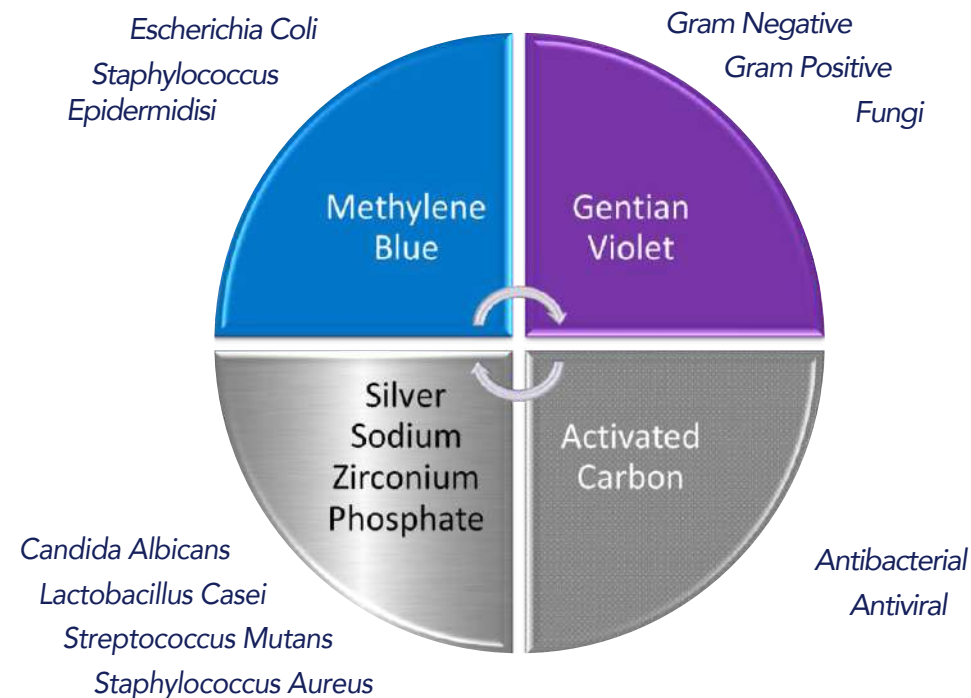 Escherichia Coli
Staphylococcus
Epidermidisi
Gram Negative
Gram Positive
Fungi
Methylene
Blue
Gentian
Violet
Silver
Sodium
Zirconium
Phosphate
Activated
Carbon
Candida Albicans
Lactobacillus Casei
Streptococcus Mutans
Staphylococcus Aureus
Antibacterial
Antiviral